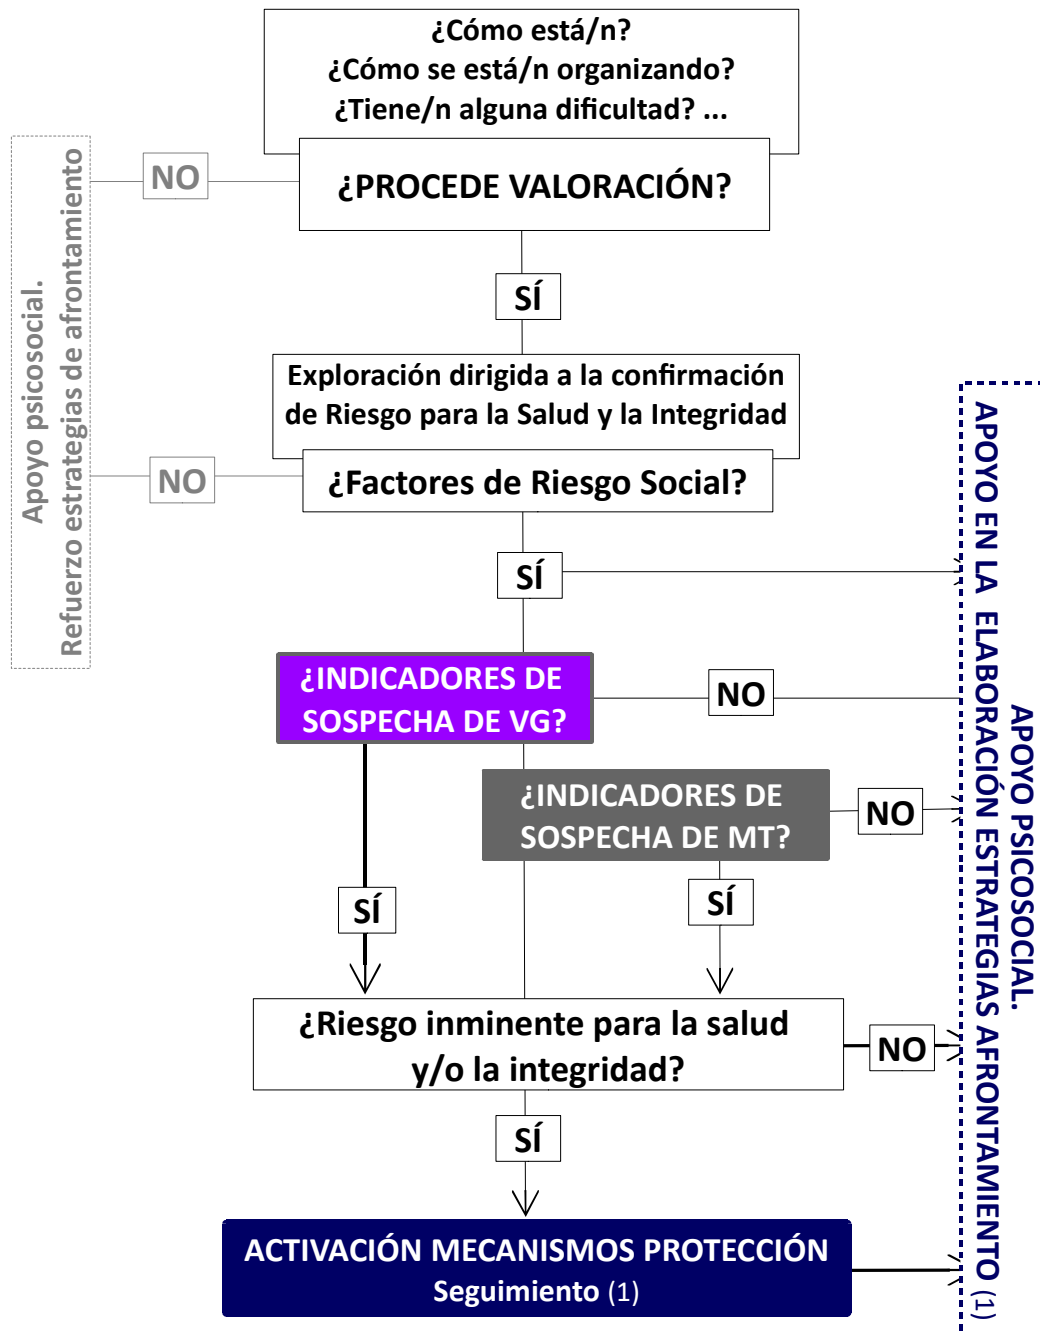 ¿Cómo está/n?
¿Cómo se está/n organizando?
¿Tiene/n alguna dificultad? ...
NO
¿PROCEDE VALORACIÓN?
Apoyo psicosocial.
Refuerzo estrategias de afrontamiento
SÍ
Exploración dirigida a la confirmación
de Riesgo para la Salud y la Integridad
NO
¿Factores de Riesgo Social?
SÍ
¿INDICADORES DE
SOSPECHA DE VG?
NO
¿INDICADORES DE
SOSPECHA DE MT?
NO
SÍ
SÍ
¿Riesgo inminente para la salud
y/o la integridad?
NO
SÍ
ACTIVACIÓN MECANISMOS PROTECCIÓN
Seguimiento (1)
APOYO PSICOSOCIAL.
APOYO EN LA ELABORACIÓN ESTRATEGIAS AFRONTAMIENTO (1)